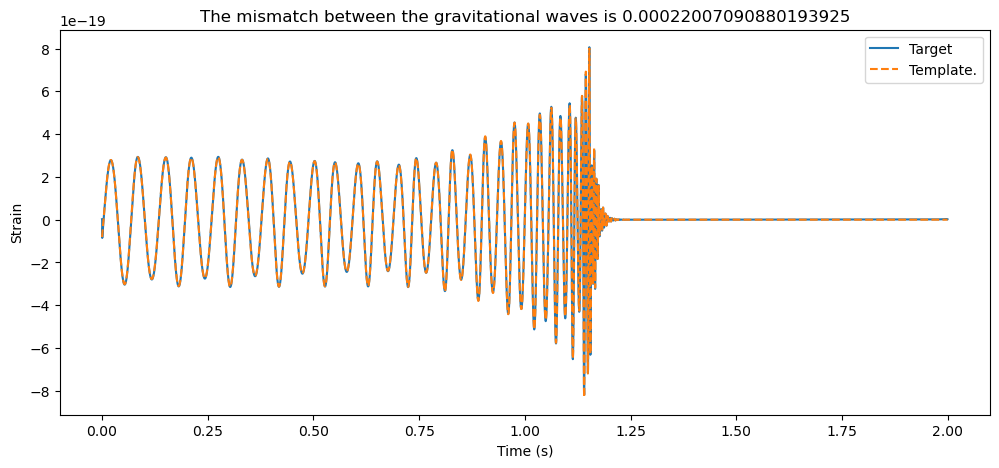 The mismatch between the gravitational waves is 0.00022007090880193925
1e−19
Target
Template.
8
6
4
2
0
−2
−4
−6
−8
Strain
0.00 0.25 0.50 0.75 1.00 1.25 1.50 1.75 2.00
Time (s)